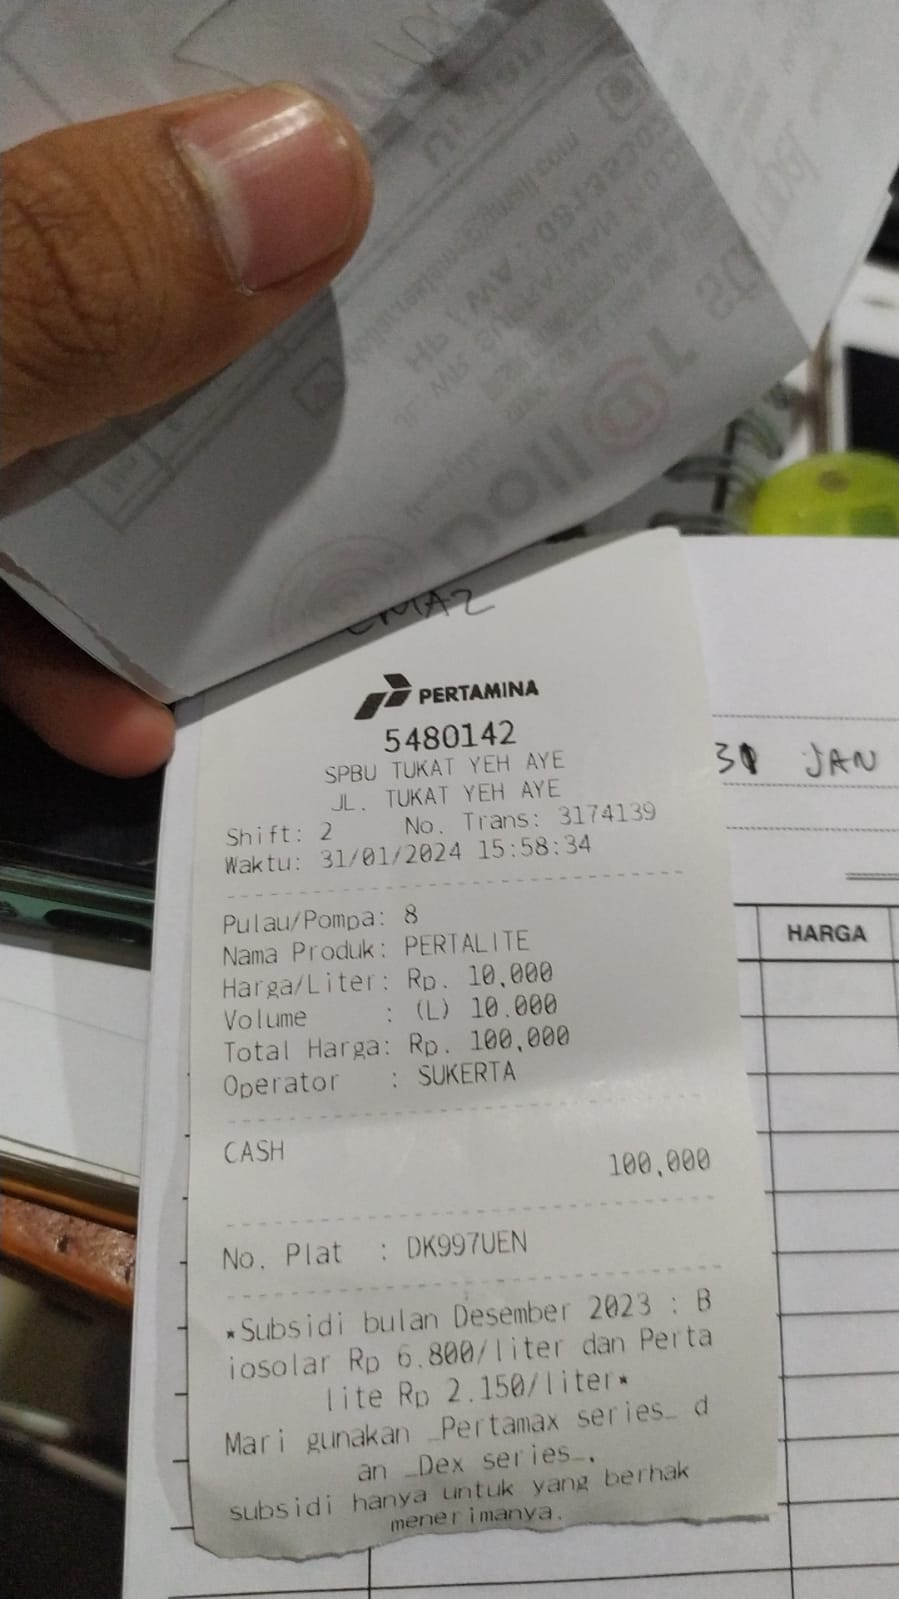 PERTAMINA
5480142
SPBU TUKAT YEH AYE
JL. TUKAT YEH AYE
Shift: 2 No. Trans: 3174139
Waktu: 31/01/2024 15:58:34
Pulau/Pompa: 8
Nama Produk: PERTALITE
Harga/Liter: Rp. 10,000
Volume : (L) 10.000
Total Harga: Rp. 100,000
Operator : SUKERTA
CASH
100,000
No. Plat : DK997UEN
*Subsidi bulan Desember 2023 : B
iosolar Rp 6.800/liter dan Perta
lite Rp 2.150/liter*
Mari gunakan _Pertamax series_ d
an _Dex series_.
subsidi hanya untuk yang berhak
menerimanya.
JAN
HARGA